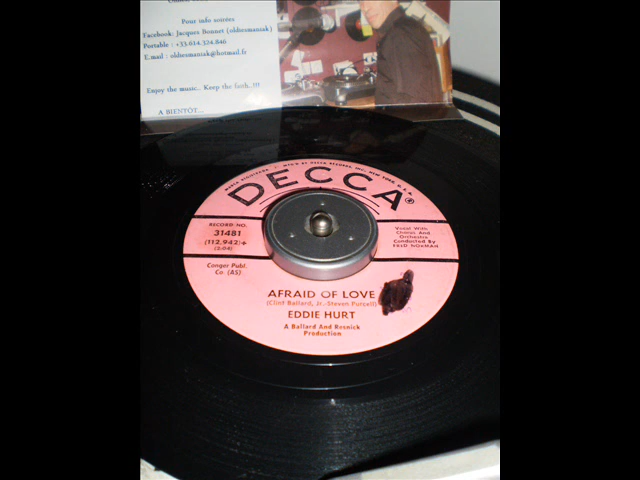 Pour info soirées
Facebook: Jacques Bonnet (oldiesmaniak)
Portable : +33.614.324.846
E.mail : oldiesmaniak@hotmail.fr
Enjoy the music.. Keep the faith..!!!
A BIENTÔT...
DECCA®
RECORD NO.
31481
(112,942)+
(2:04)
Vocal With
Chorus And
Orchestra
Conducted By
FRED NORMAN
Conger Publ.
Co (AS)
AFRAID OF LOVE
(Clint Ballard, Jr.-Steven Purcell)
EDDIE HURT
A Ballard And Resnick
Production